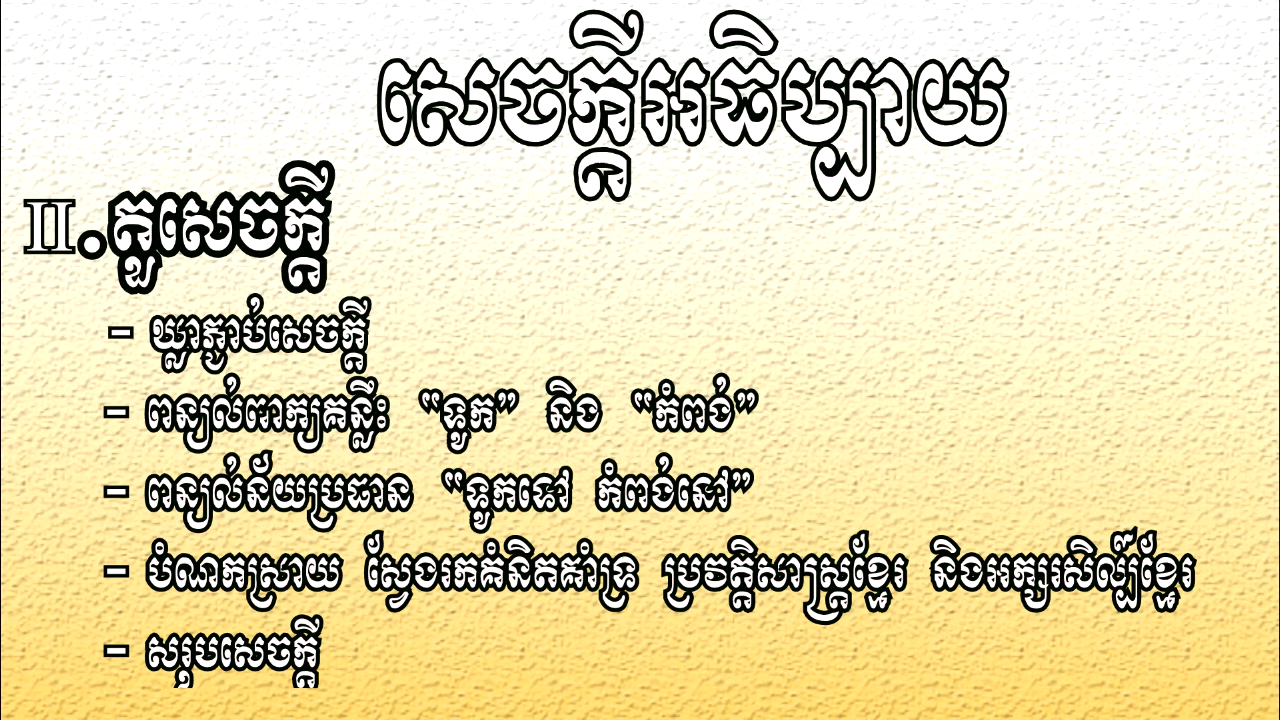 សេចក្តីអធិប្បាយ
II.តួសេចក្តី
- ឃ្លាភ្ជាប់សេចក្តី
- ពន្យល់ពាក្យគន្លឹះ “ទូក” និង “កំពង់”
- ពន្យល់ន័យប្រធាន “ទូកទៅ កំពង់នៅ”
- បំណកស្រាយ ស្វែងរកគំនិតគាំទ្រ ប្រវត្តិសាស្ត្រខ្មែរ និងអក្សរសិល្ប៍ខ្មែរ
- សរុបសេចក្តី